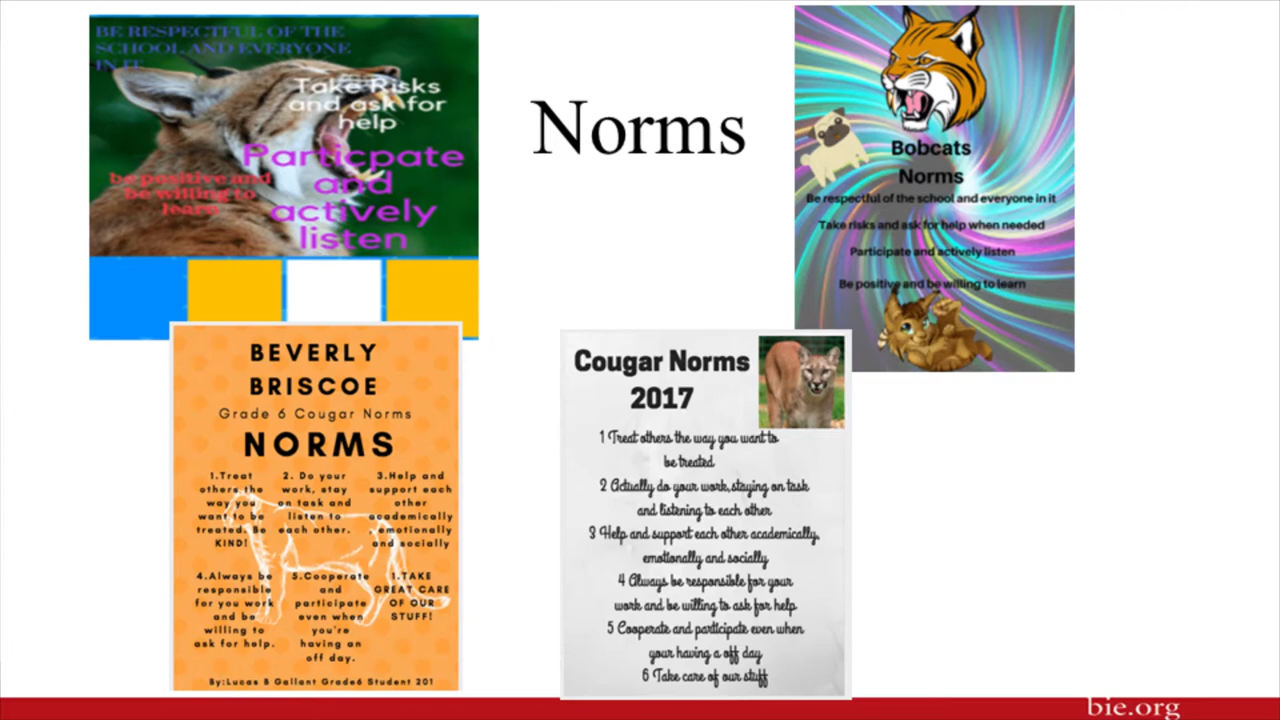 BE RESPECTFUL OF THE
SCHOOL AND EVERYONE
IN IT
Take Risks
and ask for
help
Particpate
and
actively
listen
be positive and
be willing to
learn
Norms
Bobcats
Norms
Be respectful of the school and everyone in it
Take risks and ask for help when needed
Participate and actively listen
Be positive and be willing to learn
BEVERLY
BRISCOE
Grade 6 Cougar Norms
NORMS
1.Treat
others the
way you
want to be
treated. Be
KIND!
2. Do your
work, stay
on task and
listen to
each other.
3.Help and
support each
other
academically
emotionally
and socially
4.Always be
responsible
for you work
and be
willing to
ask for help.
5.Cooperate
and
participate
even when
you're
having an
off day.
1.TAKE
GREAT CARE
OF OUR
STUFF!
By:Lucas B Gallant Grade6 Student 201
Cougar Norms
2017
1 Treat others the way you want to
be treated
2 Actually do your work,staying on task
and listening to each other
3 Help and support each other academically,
emotionally and socially
4 Always be responsible for your
work and be willing to ask for help
5 Cooperate and participate even when
your having a off day
6 Take care of our stuff
bie.org